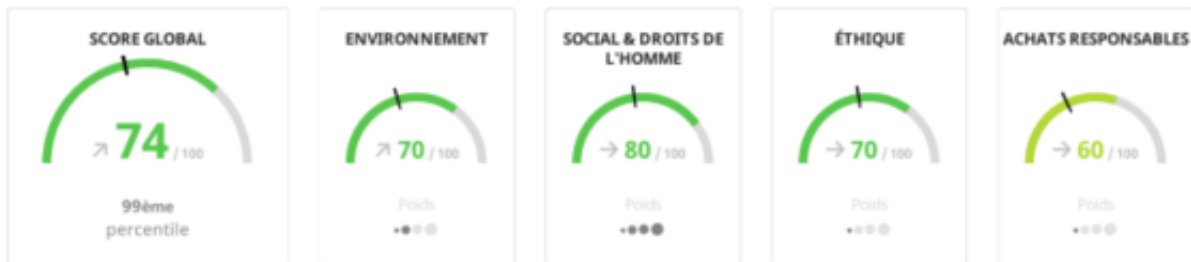 SCORE GLOBAL
74 / 100
99ème
percentile
ENVIRONNEMENT
70 / 100
Poids
SOCIAL & DROITS DE
L'HOMME
80 / 100
Poids
ÉTHIQUE
70 / 100
Poids
ACHATS RESPONSABLES
60 / 100
Poids